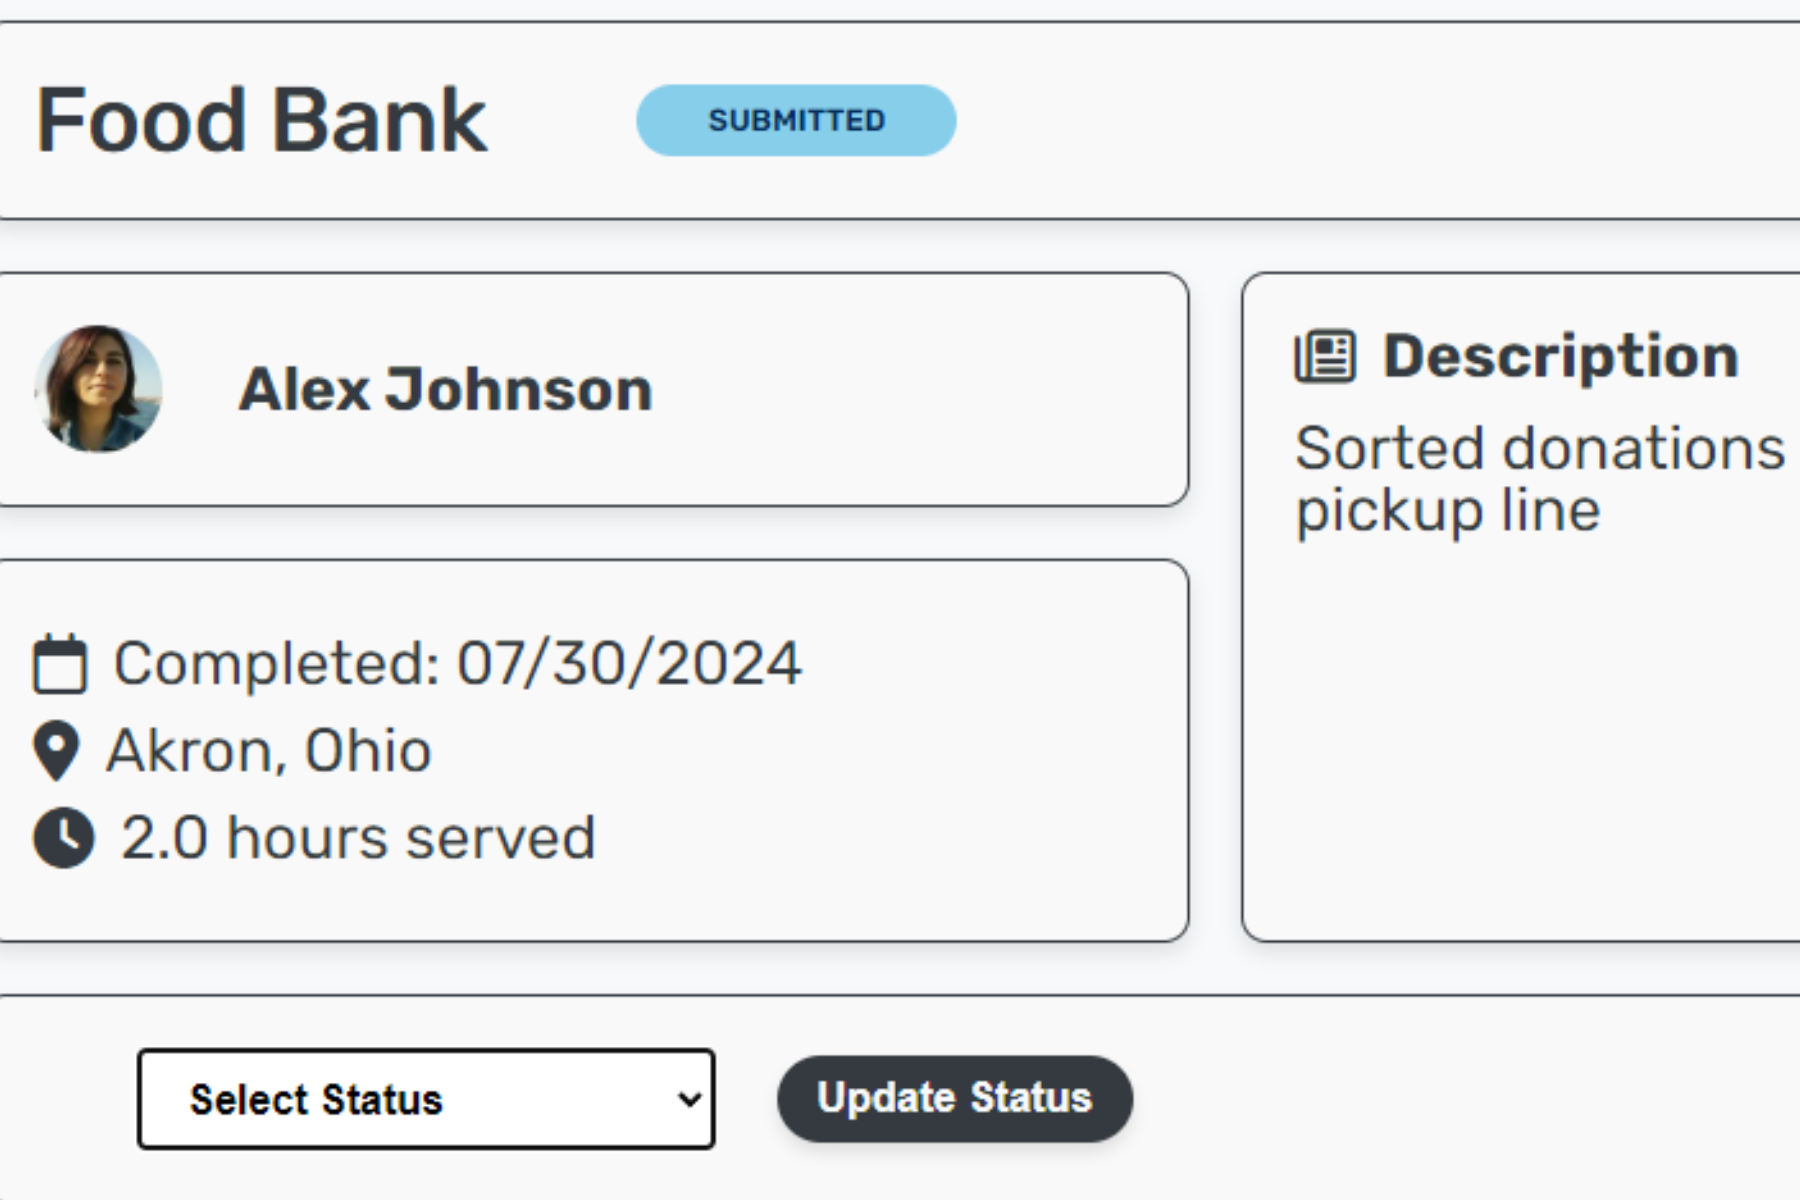 Food Bank
SUBMITTED
Alex Johnson
Completed: 07/30/2024
Akron, Ohio
2.0 hours served
Description
Sorted donations
pickup line
Select Status
Update Status